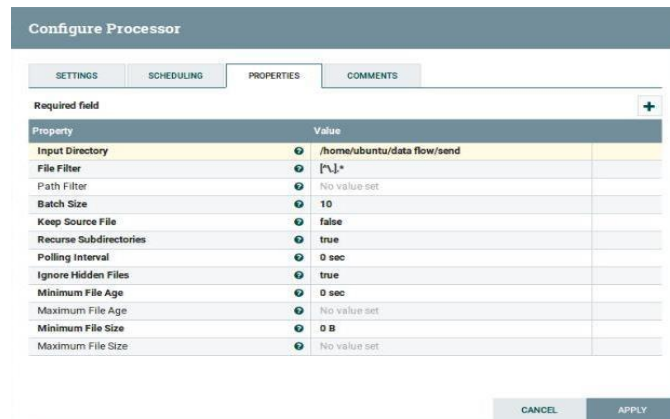 Configure Processor
SETTINGS SCHEDULING PROPERTIES COMMENTS
Required field
Property Value
Input Directory /home/ubuntu/data flow/send
File Filter [^\.].*
Path Filter No value set
Batch Size 10
Keep Source File false
Recurse Subdirectories true
Polling Interval 0 sec
Ignore Hidden Files true
Minimum File Age 0 sec
Maximum File Age No value set
Minimum File Size 0 B
Maximum File Size No value set
CANCEL APPLY